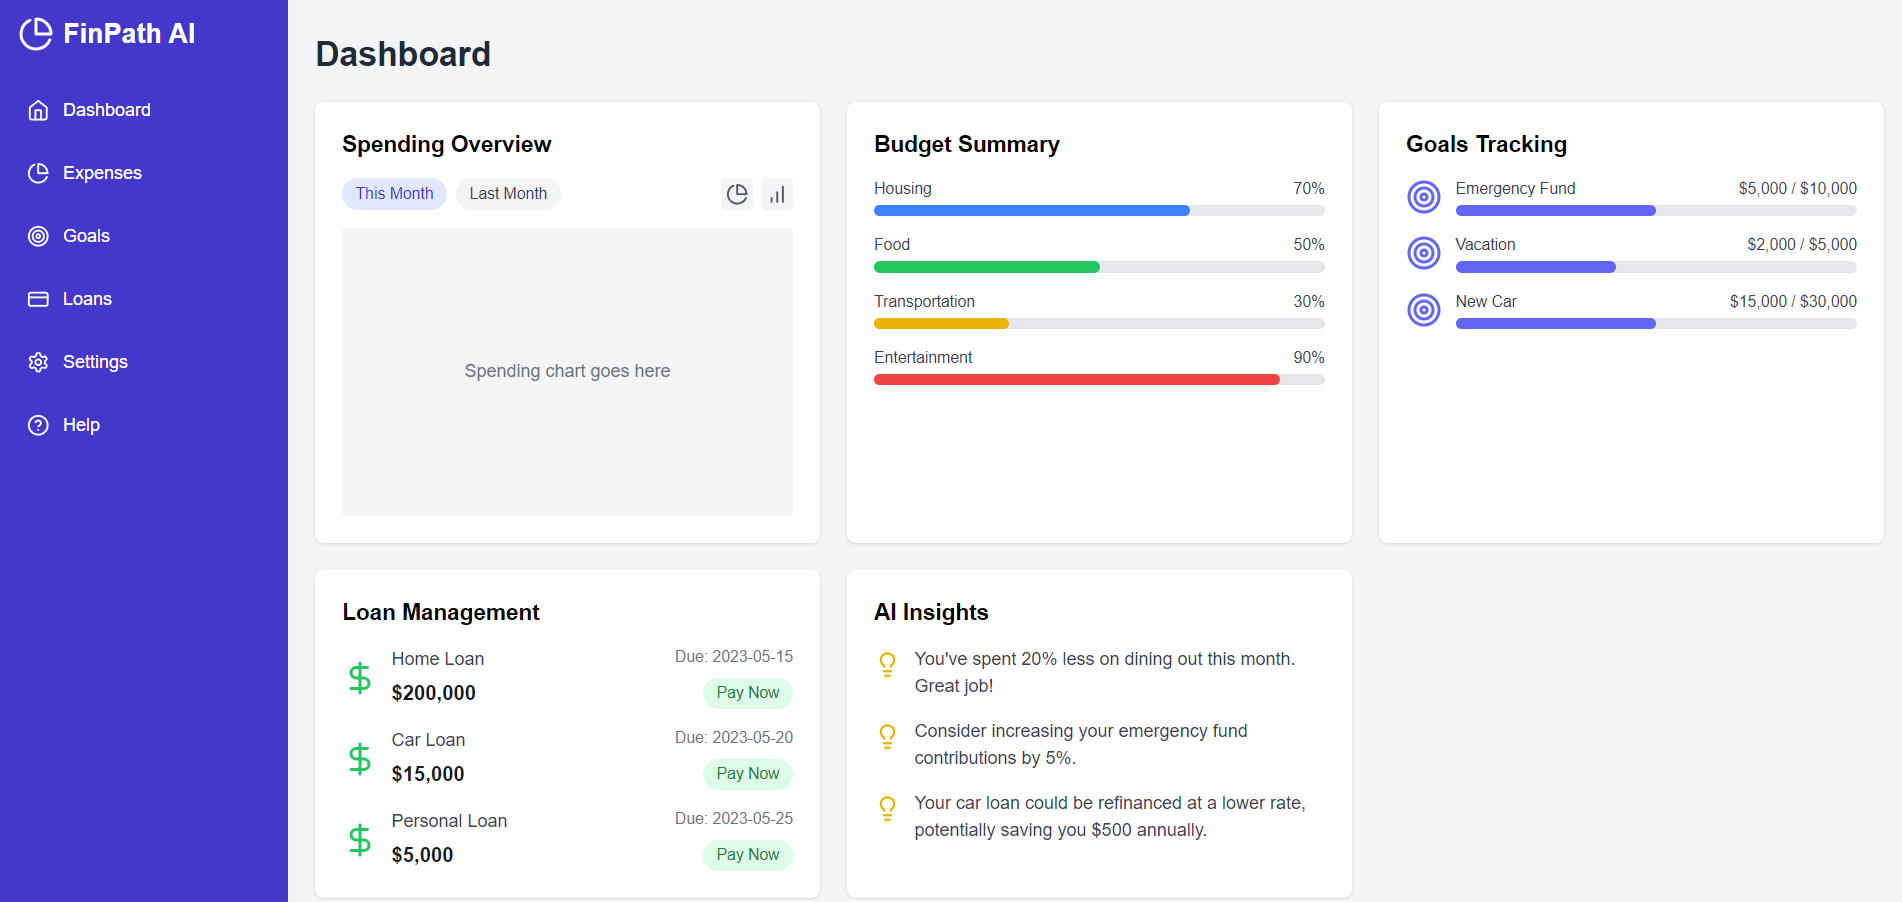 FinPath AI
Dashboard
Expenses
Goals
Loans
Settings
Help
Dashboard
Spending Overview
This Month
Last Month
Spending chart goes here
Budget Summary
Housing 70%
Food 50%
Transportation 30%
Entertainment 90%
Goals Tracking
Emergency Fund $5,000 / $10,000
Vacation $2,000 / $5,000
New Car $15,000 / $30,000
Loan Management
Home Loan Due: 2023-05-15
$200,000 Pay Now
Car Loan Due: 2023-05-20
$15,000 Pay Now
Personal Loan Due: 2023-05-25
$5,000 Pay Now
AI Insights
You've spent 20% less on dining out this month.
Great job!
Consider increasing your emergency fund
contributions by 5%.
Your car loan could be refinanced at a lower rate,
potentially saving you $500 annually.